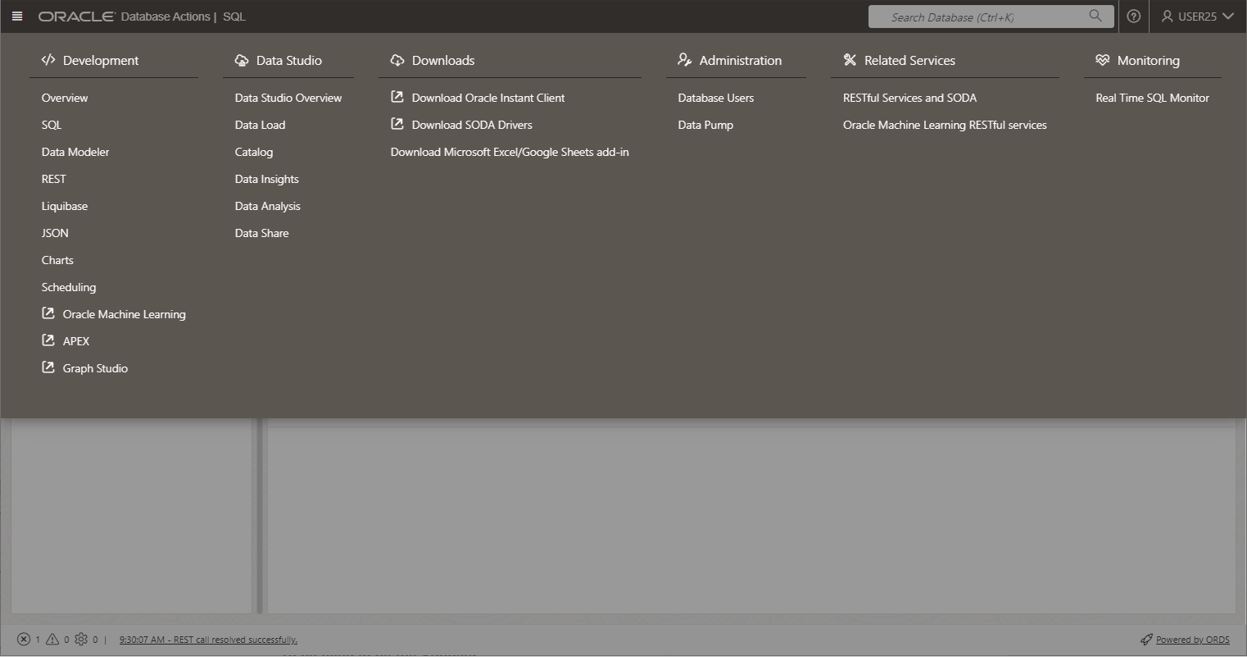 ORACLE Database Actions | SQL
Search Database (Ctrl+K)
USER25
Development
Overview
SQL
Data Modeler
REST
Liquibase
JSON
Charts
Scheduling
Oracle Machine Learning
APEX
Graph Studio
Data Studio
Data Studio Overview
Data Load
Catalog
Data Insights
Data Analysis
Data Share
Downloads
Download Oracle Instant Client
Download SODA Drivers
Download Microsoft Excel/Google Sheets add-in
Administration
Database Users
Data Pump
Related Services
RESTful Services and SODA
Oracle Machine Learning RESTful services
Monitoring
Real Time SQL Monitor
1 0 0 | 9:30:07 AM - REST call resolved successfully.
Powered by ORDS